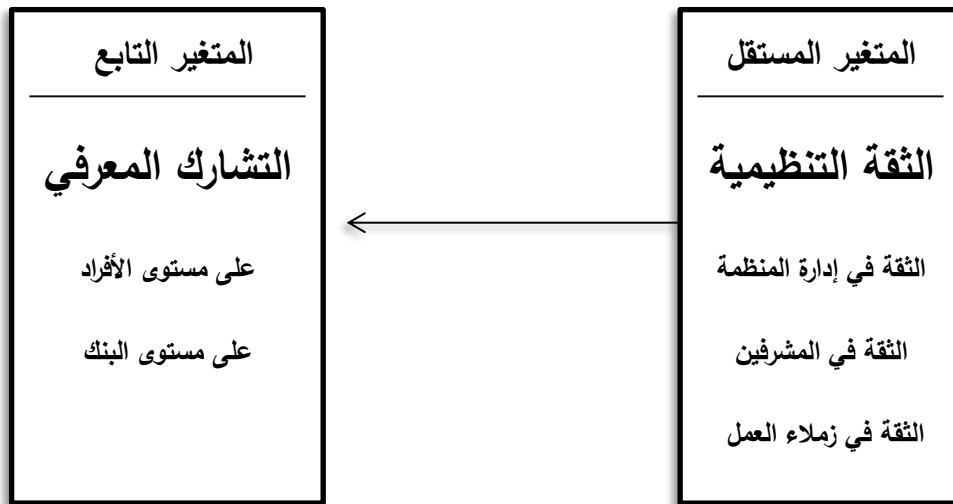 المتغير المستقل
الثقة التنظيمية
الثقة في إدارة المنظمة
الثقة في المشرفين
الثقة في زملاء العمل
المتغير التابع
التشارك المعرفي
على مستوى الأفراد
على مستوى البنك